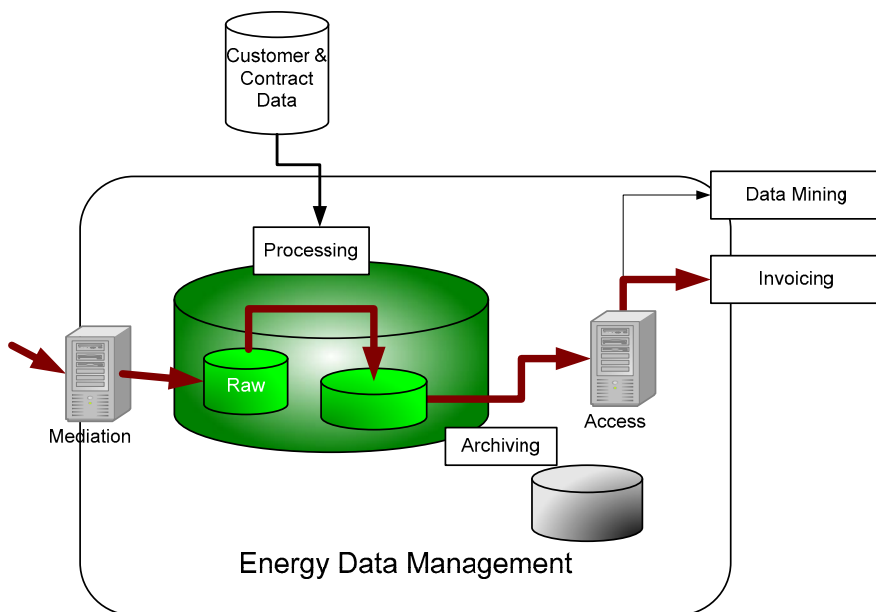 Customer &
Contract
Data
Data Mining
Processing
Invoicing
Raw
Mediation
Access
Archiving
Energy Data Management